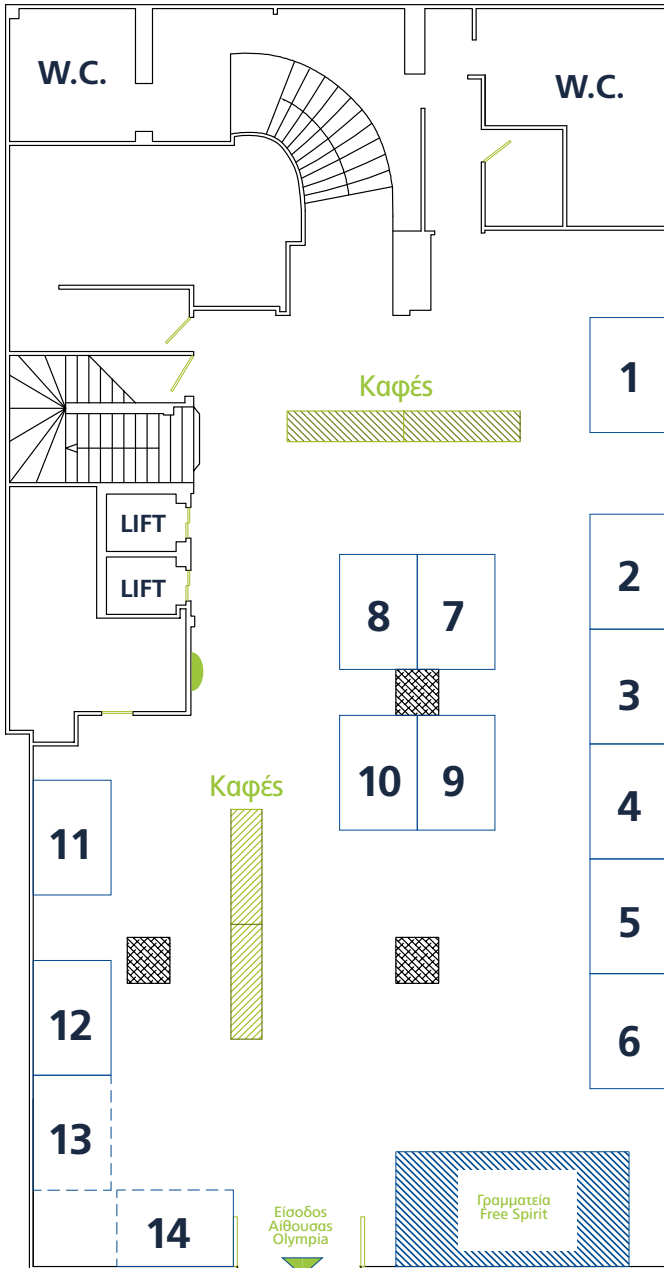 W.C.
W.C.
1
Καφές
LIFT
2
LIFT
8
7
3
10
9
4
Καφές
11
5
12
6
13
14
Είσοδος
Αίθουσας
Olympia
Γραμματεία
Free Spirit